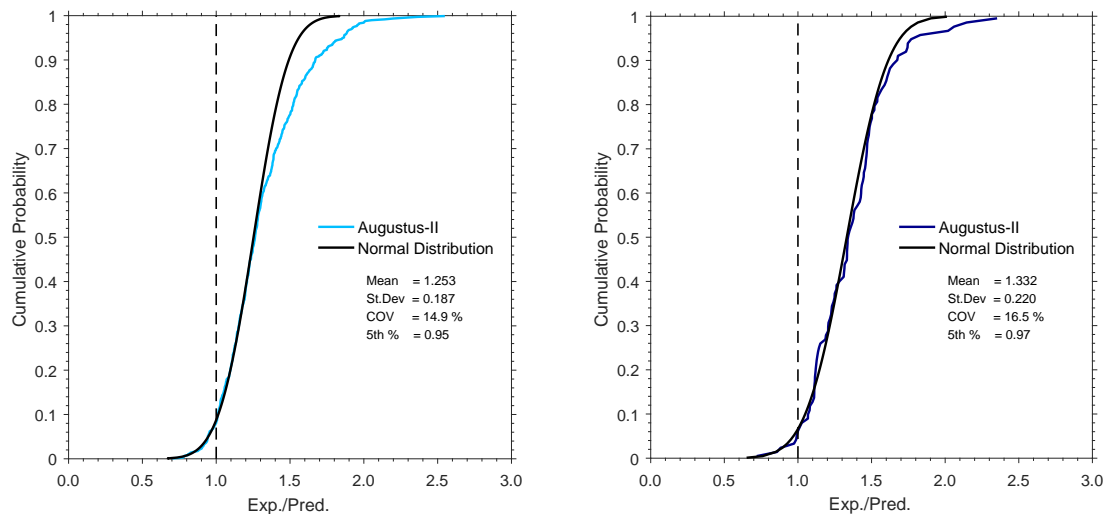 1
0.9
0.8
0.7
0.6
0.5
0.4
0.3
0.2
0.1
0
Cumulative Probability
Augustus-II
Normal Distribution
Mean = 1.253
St.Dev = 0.187
COV = 14.9 %
5th % = 0.95
0.0 0.5 1.0 1.5 2.0 2.5 3.0
Exp./Pred.
1
0.9
0.8
0.7
0.6
0.5
0.4
0.3
0.2
0.1
0
Cumulative Probability
Augustus-II
Normal Distribution
Mean = 1.332
St.Dev = 0.220
COV = 16.5 %
5th % = 0.97
0.0 0.5 1.0 1.5 2.0 2.5 3.0
Exp./Pred.